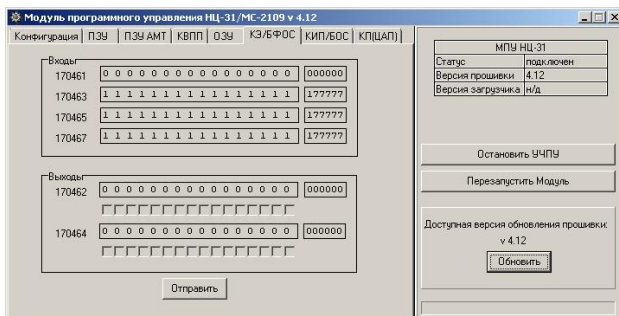 Модуль программного управления НЦ-31/МС-2109 v 4.12
Конфигурация ПЗУ ПЗУ АМТ КВПП ОЗУ КЭ/БФОС КИП/БОС КП(ЦАП)
Входы
170461 0 0 0 0 0 0 0 0 0 0 0 0 0 0 0 0 000000
170463 1 1 1 1 1 1 1 1 1 1 1 1 1 1 1 1 177777
170465 1 1 1 1 1 1 1 1 1 1 1 1 1 1 1 1 177777
170467 1 1 1 1 1 1 1 1 1 1 1 1 1 1 1 1 177777
Выходы
170462 0 0 0 0 0 0 0 0 0 0 0 0 0 0 0 0 000000
170464 0 0 0 0 0 0 0 0 0 0 0 0 0 0 0 0 000000
Отправить
МПУ НЦ-31
Статус подключен
Версия прошивки 4.12
Версия загрузчика н/д
Остановить УЧПУ
Перезапустить Модуль
Доступная версия обновления прошивки:
v 4.12
Обновить